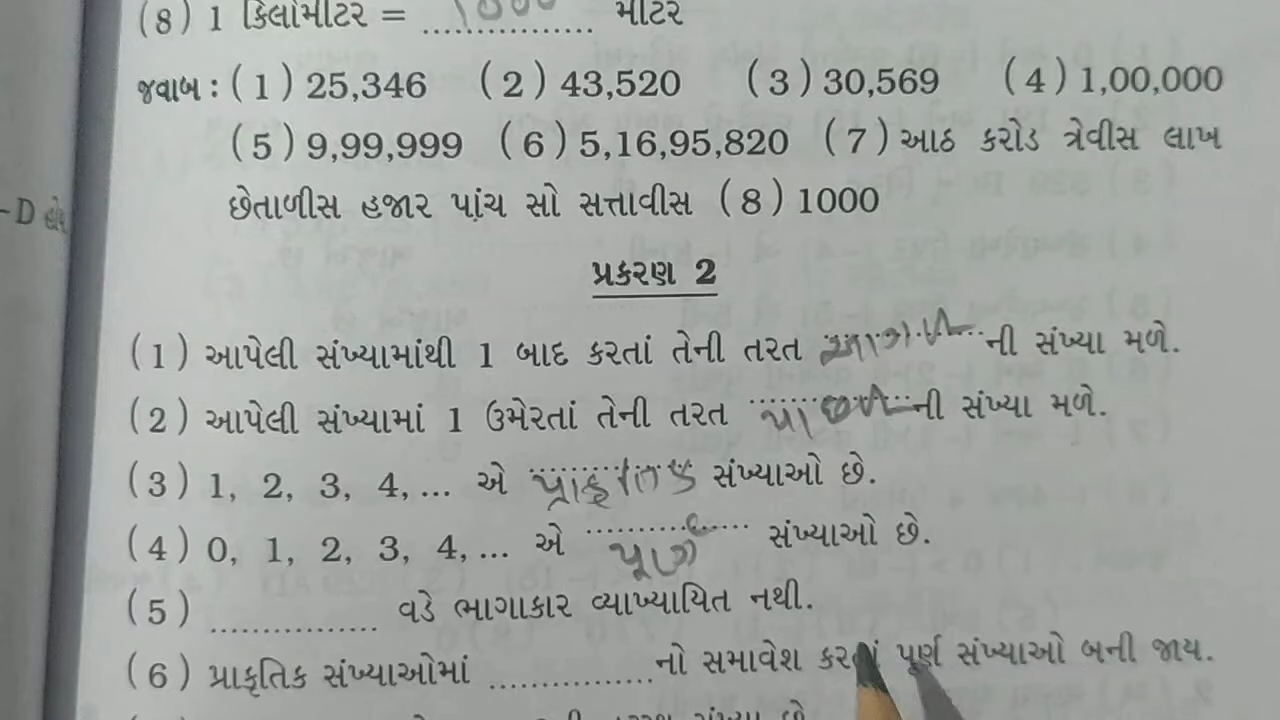 (8) 1 કિલોમીટર = 1000 મીટર
જવાબ : (1) 25,346 (2) 43,520 (3) 30,569 (4) 1,00,000
(5) 9,99,999 (6) 5,16,95,820 (7) આઠ કરોડ ત્રેવીસ લાખ
છેતાળીસ હજાર પાંચ સો સત્તાવીસ (8) 1000
-D હોય
પ્રકરણ 2
(1) આપેલી સંખ્યામાંથી 1 બાદ કરતાં તેની તરત આગળ ની સંખ્યા મળે.
(2) આપેલી સંખ્યામાં 1 ઉમેરતાં તેની તરત પાછળ ની સંખ્યા મળે.
(3) 1, 2, 3, 4, ... એ પ્રાકૃતિક સંખ્યાઓ છે.
(4) 0, 1, 2, 3, 4, ... એ પૂર્ણ સંખ્યાઓ છે.
(5) ............... વડે ભાગાકાર વ્યાખ્યાયિત નથી.
(6) પ્રાકૃતિક સંખ્યાઓમાં ............... નો સમાવેશ કરતાં પૂર્ણ સંખ્યાઓ બની જાય.